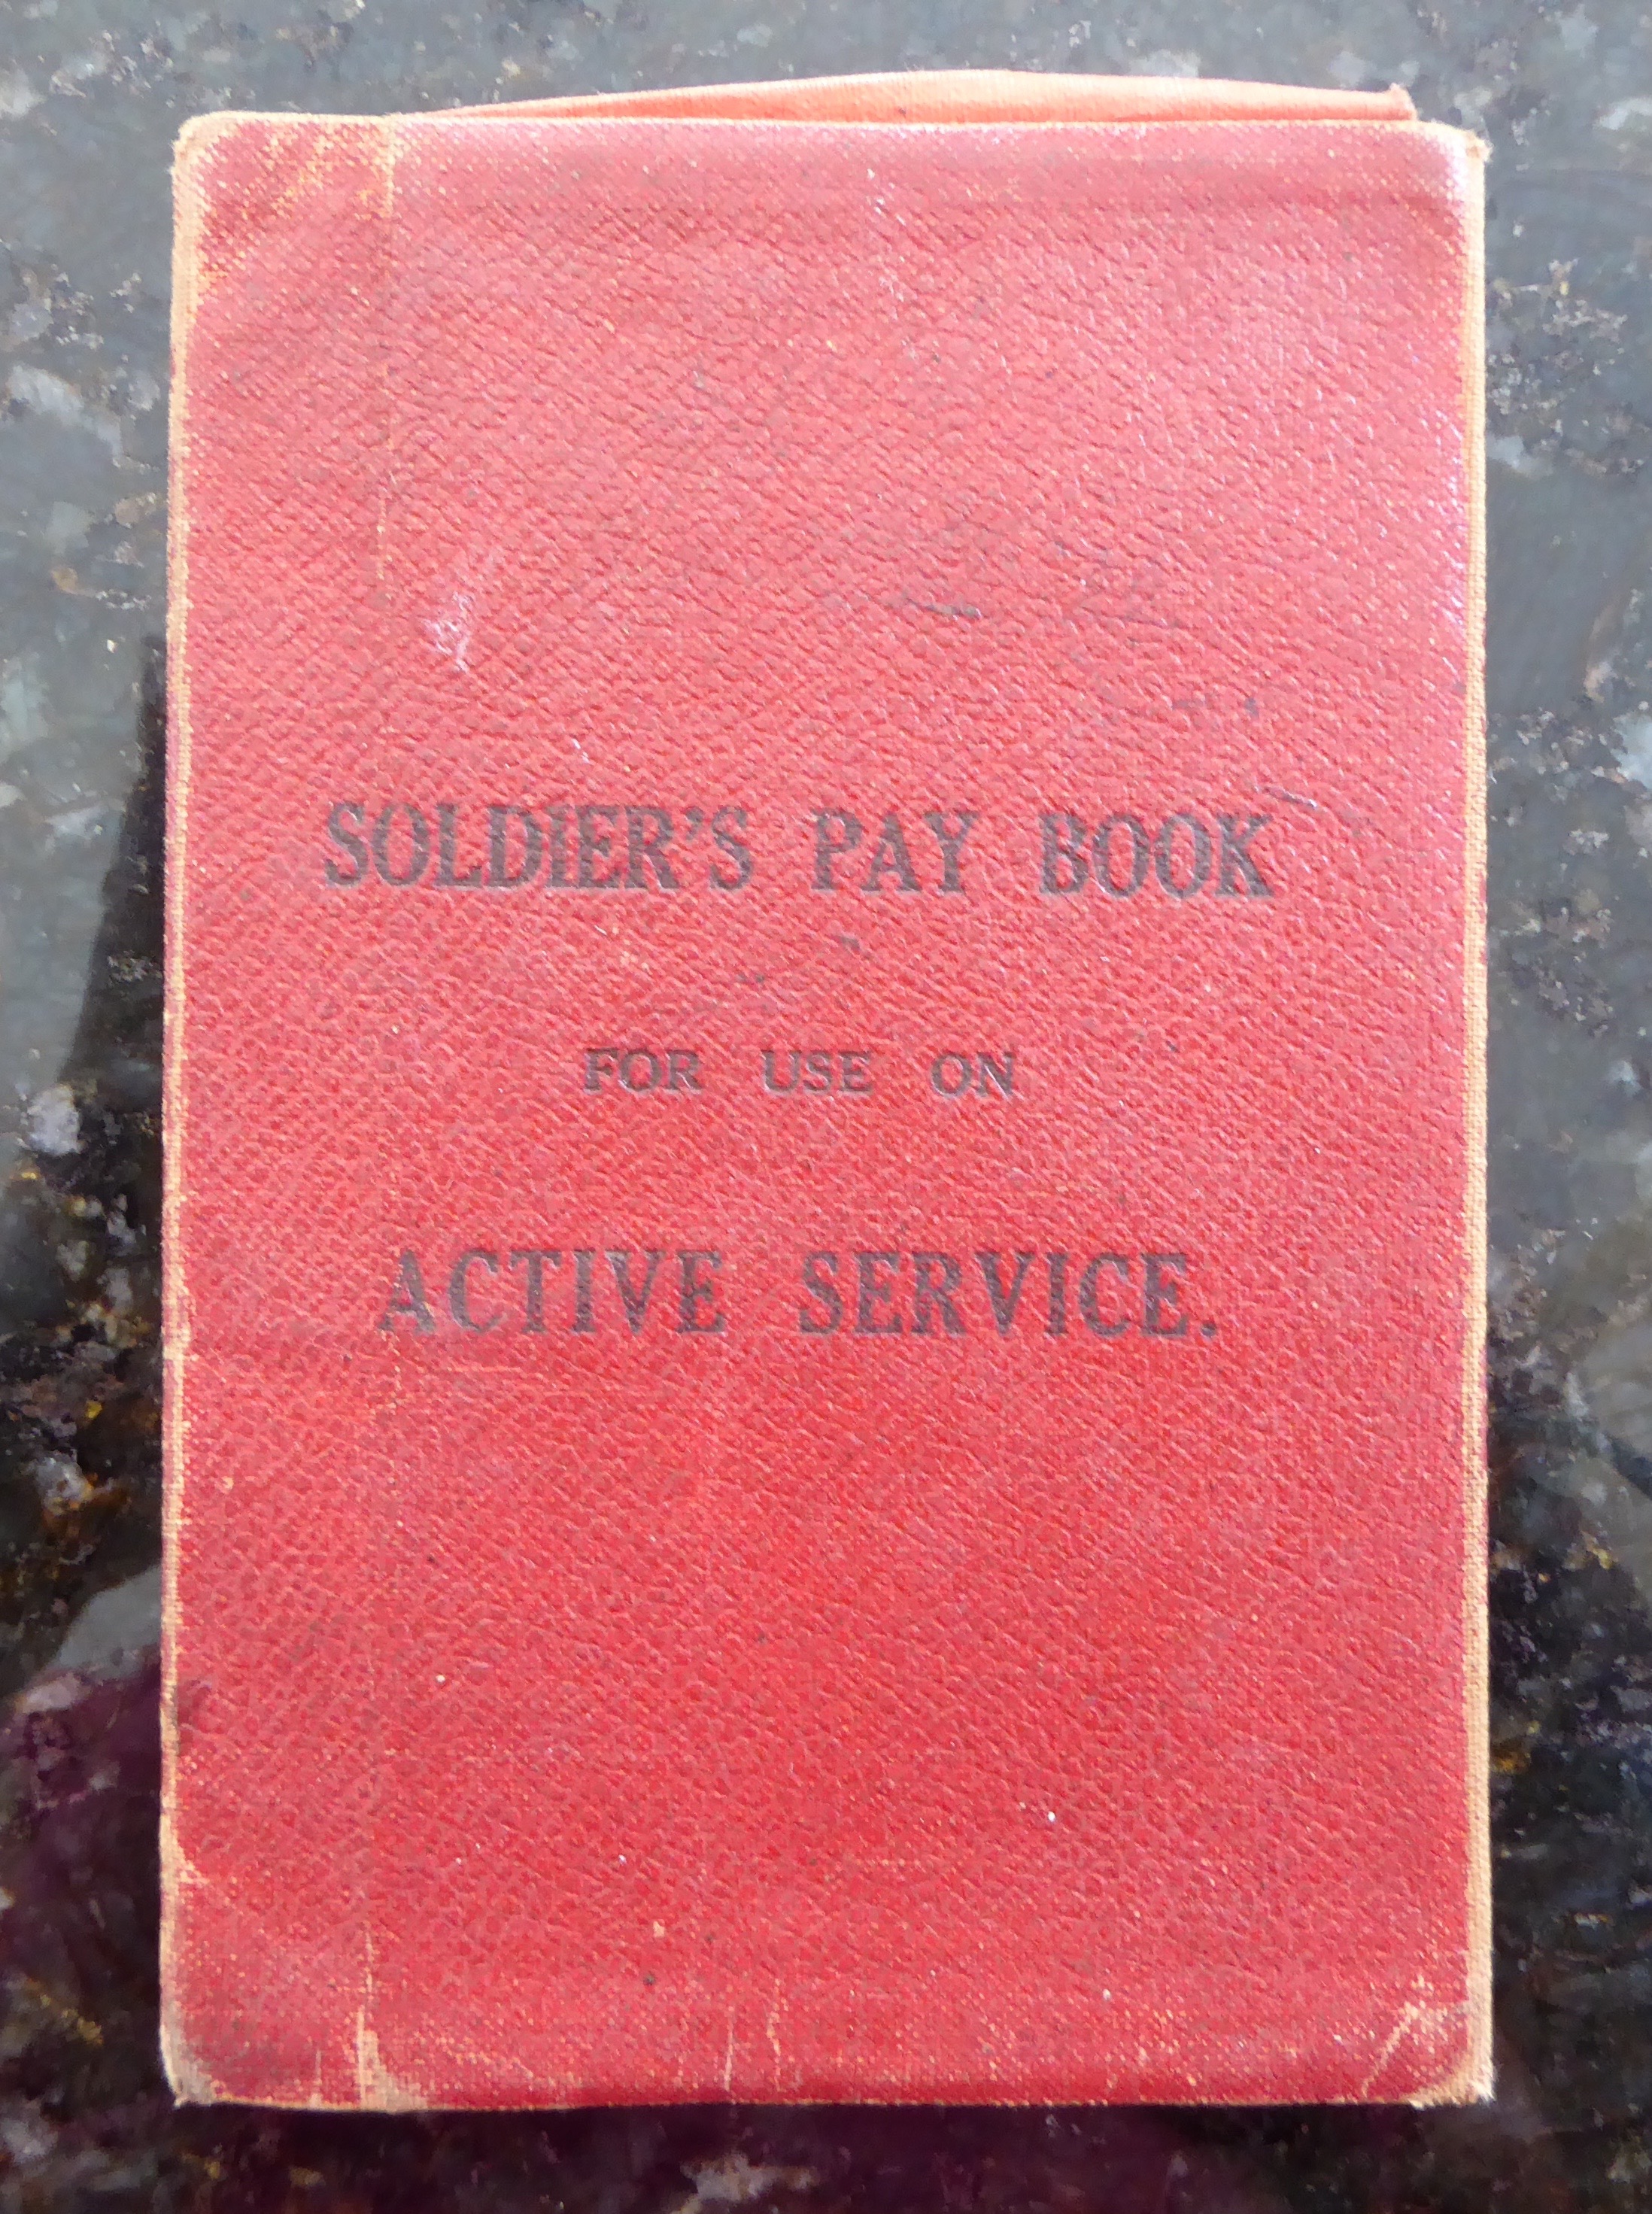 SOLDIER'S PAY BOOK
FOR USE ON
ACTIVE SERVICE.